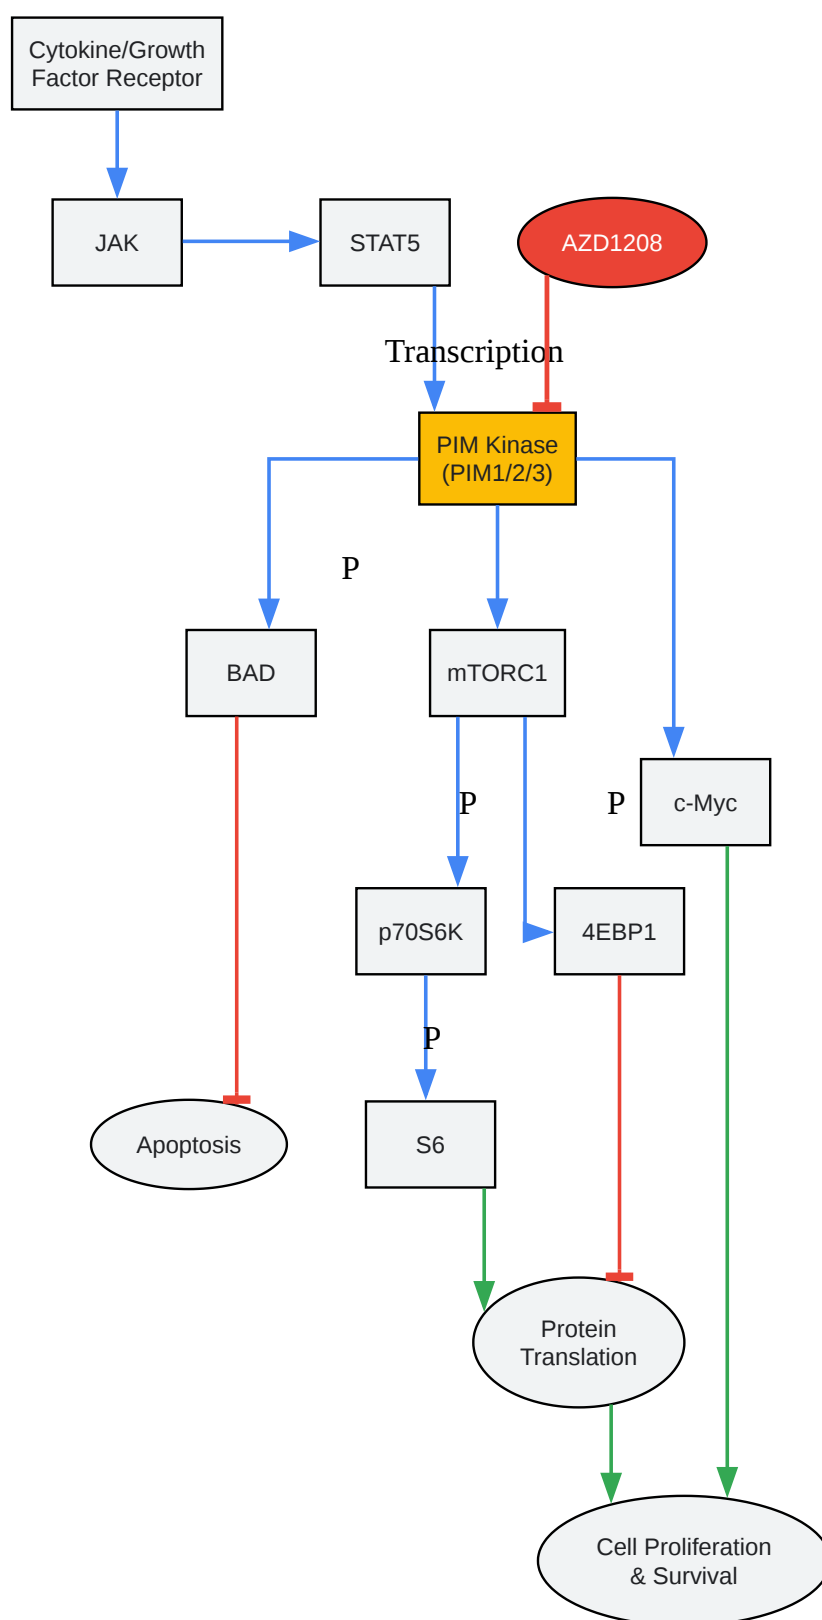 Cytokine/Growth
Factor Receptor
JAK
STAT5
AZD1208
Transcription
PIM Kinase
(PIM1/2/3)
P
BAD
mTORC1
P
P
c-Myc
p70S6K
4EBP1
P
Apoptosis
S6
Protein
Translation
Cell Proliferation
& Survival